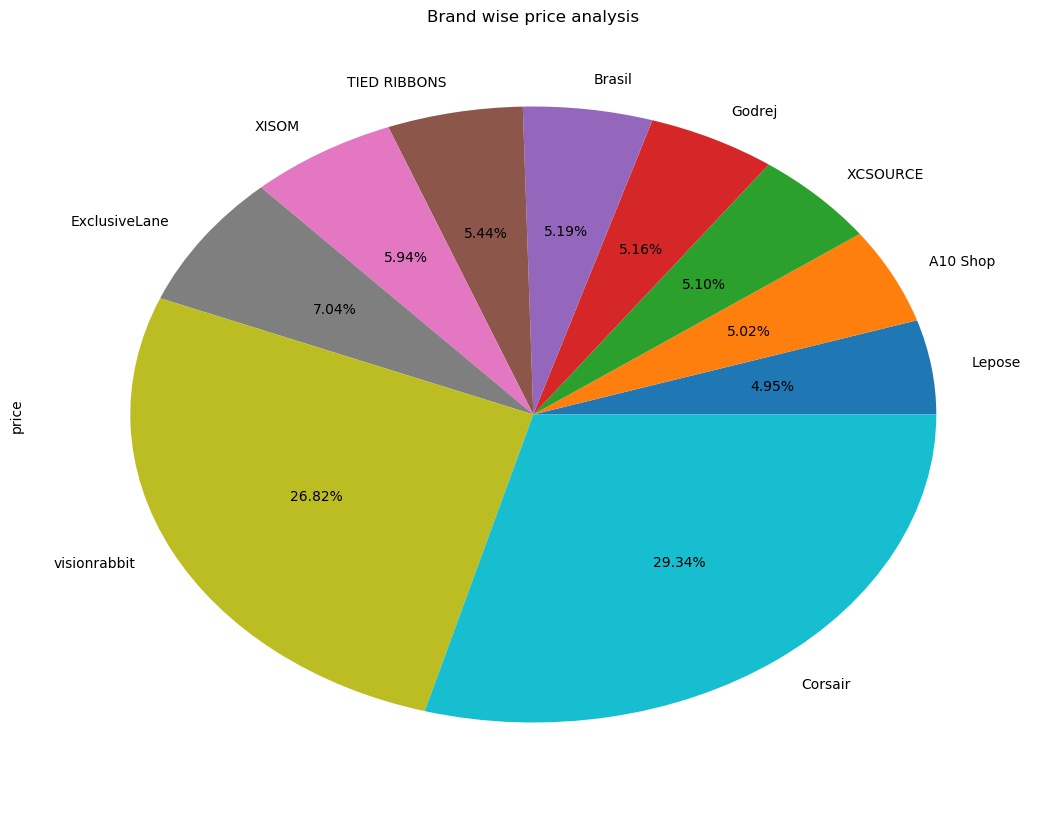 Brand wise price analysis
TIED RIBBONS
Brasil
Godrej
XISOM
XCSOURCE
ExclusiveLane
A10 Shop
Lepose
5.44%
5.19%
5.16%
5.94%
5.10%
7.04%
5.02%
4.95%
price
26.82%
visionrabbit
29.34%
Corsair